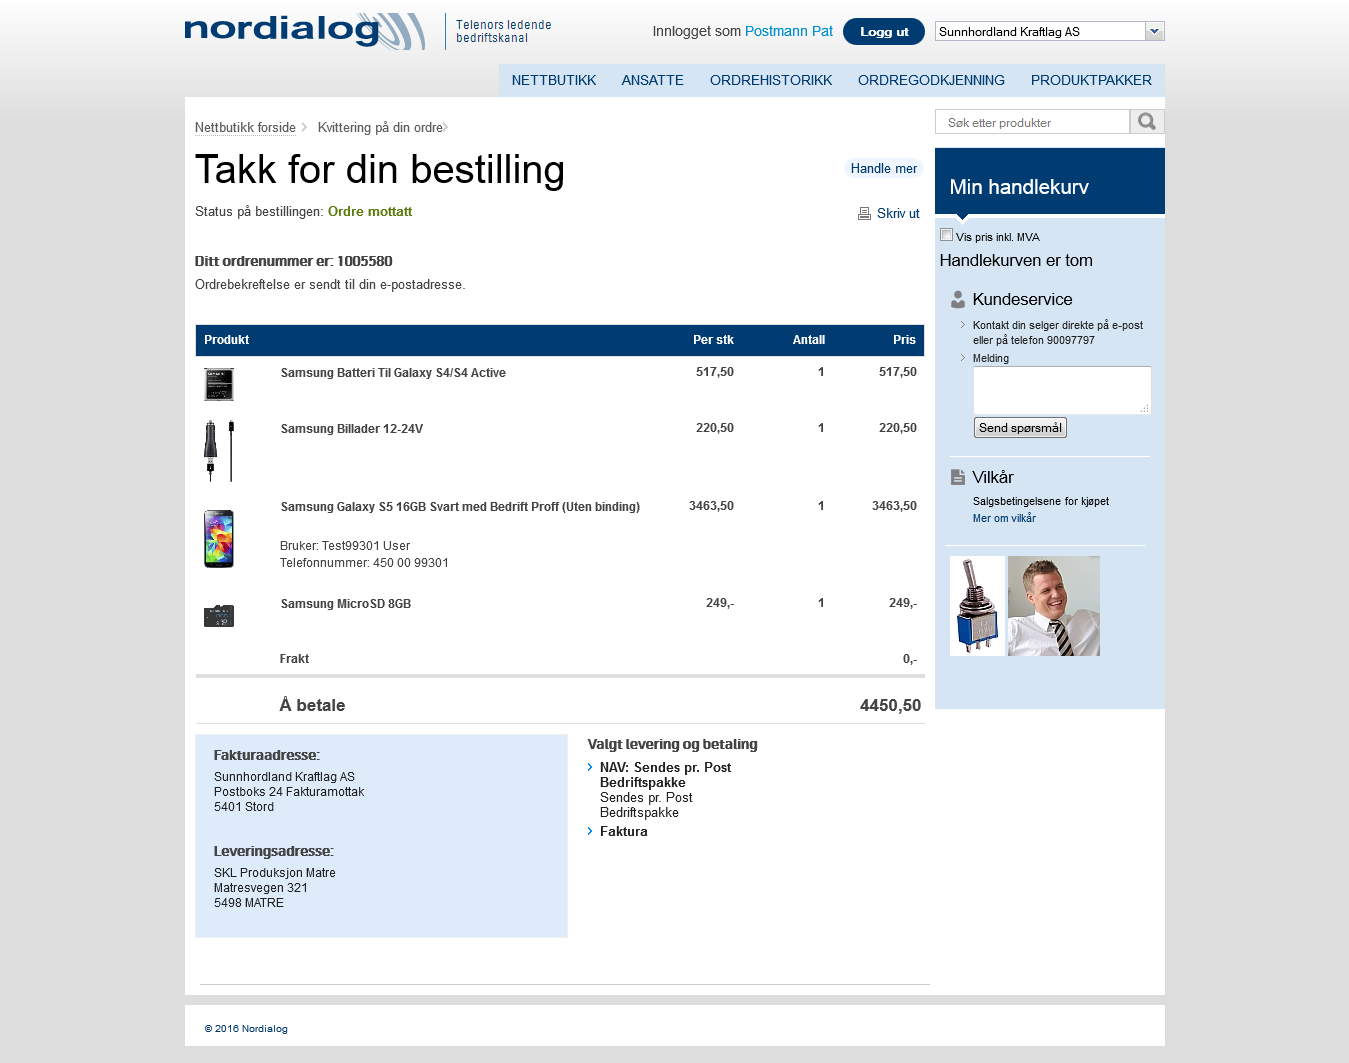 nordialog
Telenors ledende
bedriftskanal
Innlogget som Postmann Pat
Logg ut
Sunnhordland Kraftlag AS
NETTBUTIKK ANSATTE ORDREHISTORIKK ORDREGODKJENNING PRODUKTPAKKER
Nettbutikk forside Kvittering på din ordre
Søk etter produkter
Takk for din bestilling
Handle mer
Status på bestillingen: Ordre mottatt
Skriv ut
Ditt ordrenummer er: 1005580
Ordrebekreftelse er sendt til din e-postadresse.
Produkt Per stk Antall Pris
Samsung Batteri Til Galaxy S4/S4 Active 517,50 1 517,50
Samsung Billader 12-24V 220,50 1 220,50
Samsung Galaxy S5 16GB Svart med Bedrift Proff (Uten binding) 3463,50 1 3463,50
Bruker: Test99301 User
Telefonnummer: 450 00 99301
Samsung MicroSD 8GB 249,- 1 249,-
Frakt 0,-
Å betale 4450,50
Fakturaadresse:
Sunnhordland Kraftlag AS
Postboks 24 Fakturamottak
5401 Stord
Leveringsadresse:
SKL Produksjon Matre
Matresvegen 321
5498 MATRE
Valgt levering og betaling
NAV: Sendes pr. Post
Bedriftspakke
Sendes pr. Post
Bedriftspakke
Faktura
Min handlekurv
Vis pris inkl. MVA
Handlekurven er tom
Kundeservice
Kontakt din selger direkte på e-post
eller på telefon 90097797
Melding
Send spørsmål
Vilkår
Salgsbetingelsene for kjøpet
Mer om vilkår
© 2016 Nordialog